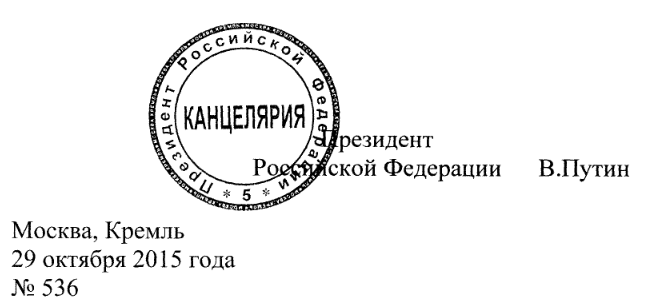 Президент Российской Федерации
КАНЦЕЛЯРИЯ
* 5 *
Президент
Российской Федерации В.Путин
Москва, Кремль
29 октября 2015 года
№ 536